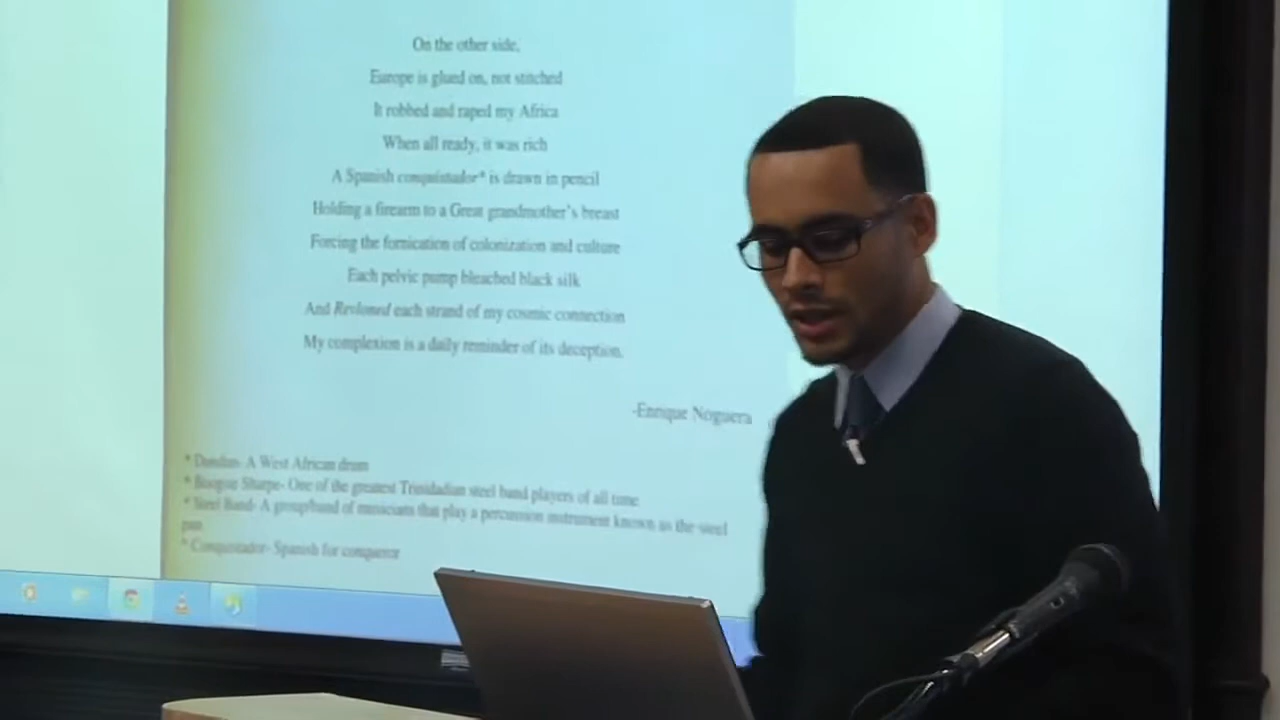 On the other side,
Europe is glued on, not stitched
It robbed and raped my Africa
When all ready, it was rich
A Spanish conquistador* is drawn in pencil
Holding a firearm to a Great grandmother's breast
Forcing the fornication of colonization and culture
Each pelvic pump bleached black silk
And Revloned each strand of my cosmic connection
My complexion is a daily reminder of its deception.
-Enrique Noguera
* Dundun- A West African drum
* Boogsie Sharpe- One of the greatest Trinidadian steel band players of all time
* Steel Band- A group/band of musicians that play a percussion instrument known as the steel
pan
* Conquistador- Spanish for conqueror